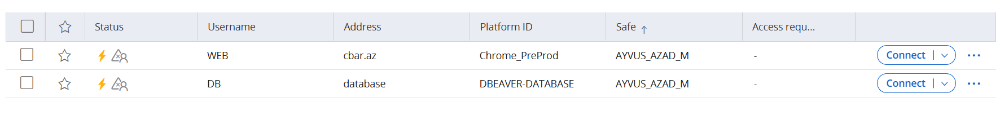 Status Username Address Platform ID Safe ↑ Access requ...
WEB cbar.az Chrome_PreProd AYVUS_AZAD_M - Connect
DB database DBEAVER-DATABASE AYVUS_AZAD_M - Connect